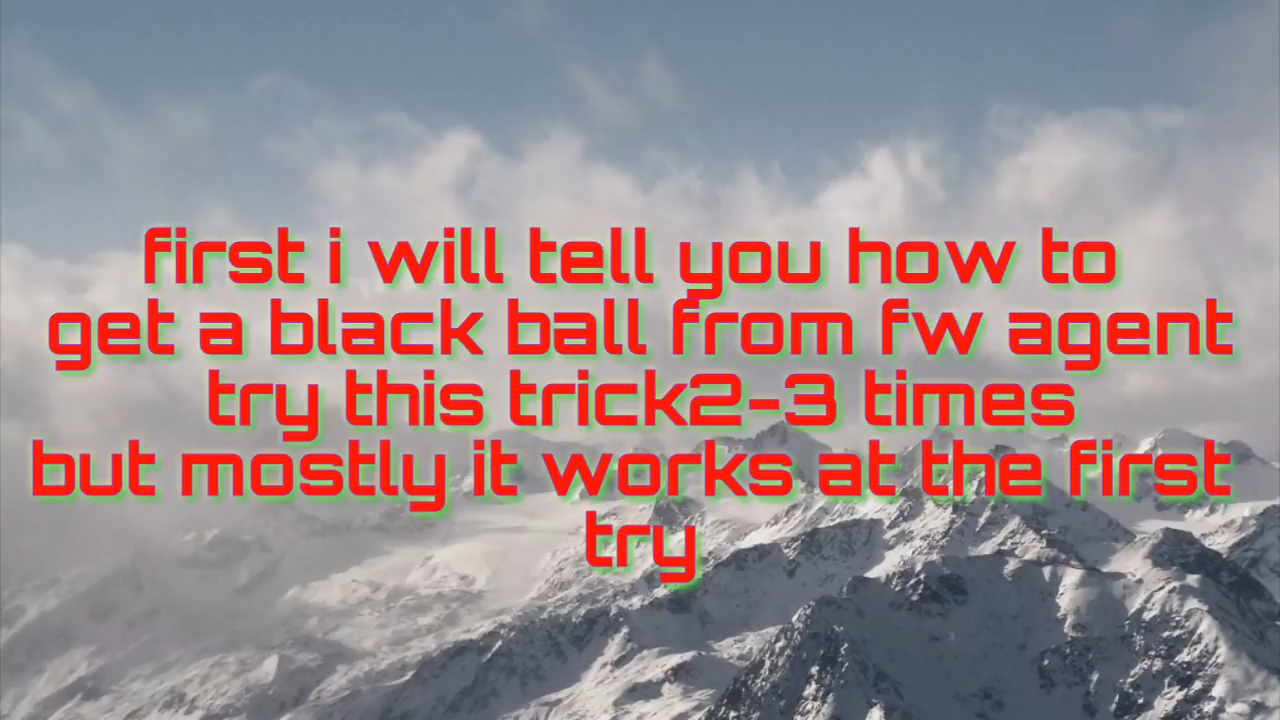 first i will tell you how to
get a black ball from fw agent
try this trick2-3 times
but mostly it works at the first
try